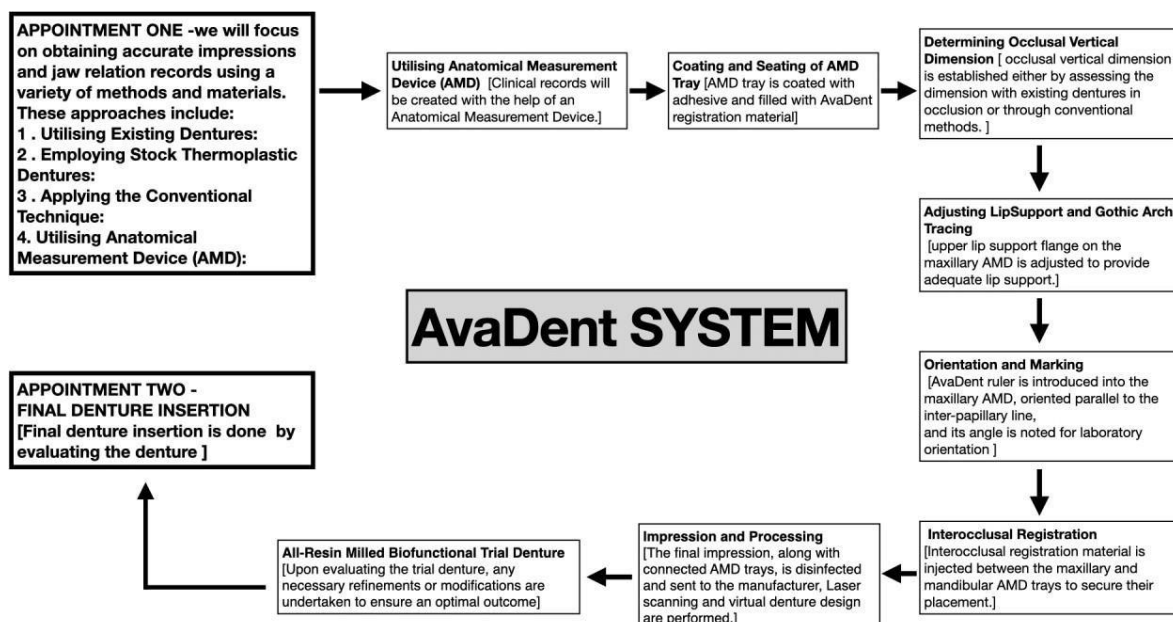 APPOINTMENT ONE -we will focus
on obtaining accurate impressions
and jaw relation records using a
variety of methods and materials.
These approaches include:
1 . Utilising Existing Dentures:
2 . Employing Stock Thermoplastic
Dentures:
3 . Applying the Conventional
Technique:
4. Utilising Anatomical
Measurement Device (AMD):
Utilising Anatomical Measurement
Device (AMD) [Clinical records will
be created with the help of an
Anatomical Measurement Device.]
Coating and Seating of AMD
Tray [AMD tray is coated with
adhesive and filled with AvaDent
registration material]
Determining Occlusal Vertical
Dimension [ occlusal vertical dimension
is established either by assessing the
dimension with existing dentures in
occlusion or through conventional
methods. ]
Adjusting LipSupport and Gothic Arch
Tracing
[upper lip support flange on the
maxillary AMD is adjusted to provide
adequate lip support.]
AvaDent SYSTEM
Orientation and Marking
[AvaDent ruler is introduced into the
maxillary AMD, oriented parallel to the
inter-papillary line,
and its angle is noted for laboratory
orientation ]
Interocclusal Registration
[Interocclusal registration material is
injected between the maxillary and
mandibular AMD trays to secure their
placement.]
Impression and Processing
[The final impression, along with
connected AMD trays, is disinfected
and sent to the manufacturer, Laser
scanning and virtual denture design
are performed.]
All-Resin Milled Biofunctional Trial Denture
[Upon evaluating the trial denture, any
necessary refinements or modifications are
undertaken to ensure an optimal outcome]
APPOINTMENT TWO -
FINAL DENTURE INSERTION
[Final denture insertion is done by
evaluating the denture ]